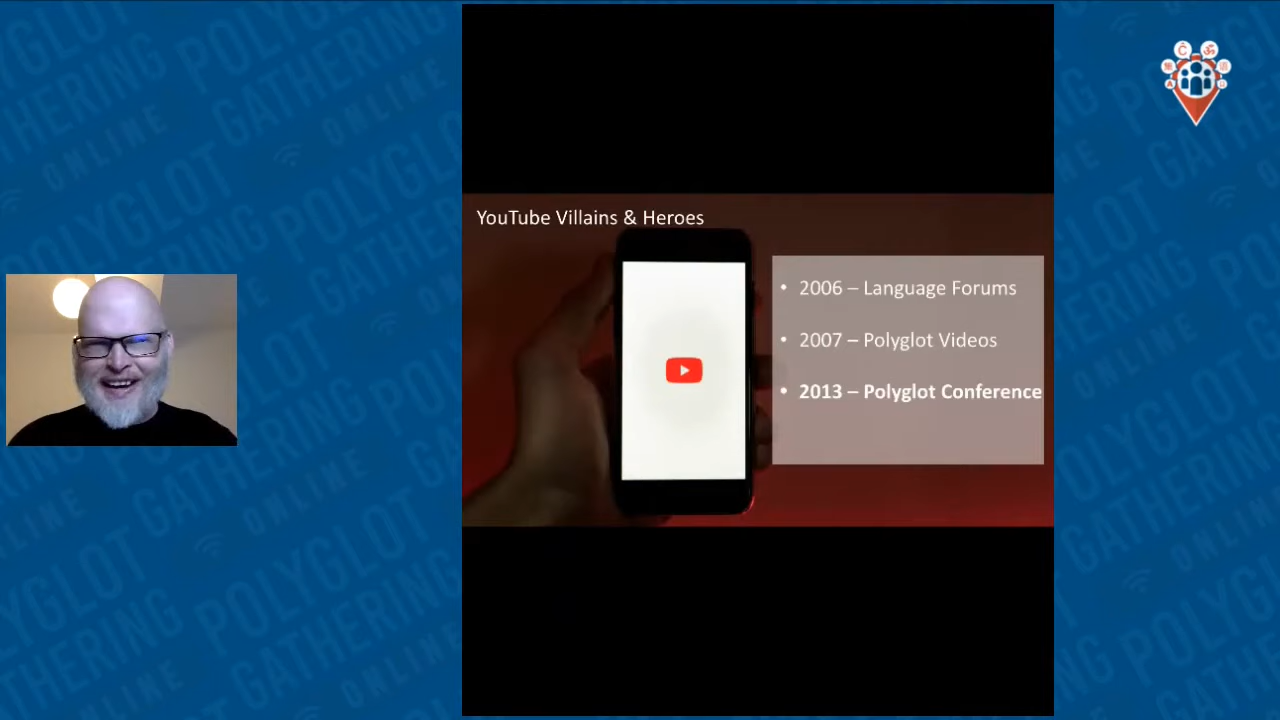 POLYGLOT
GATHERING
ONLINE
YouTube Villains & Heroes
• 2006 – Language Forums
• 2007 – Polyglot Videos
• 2013 – Polyglot Conference